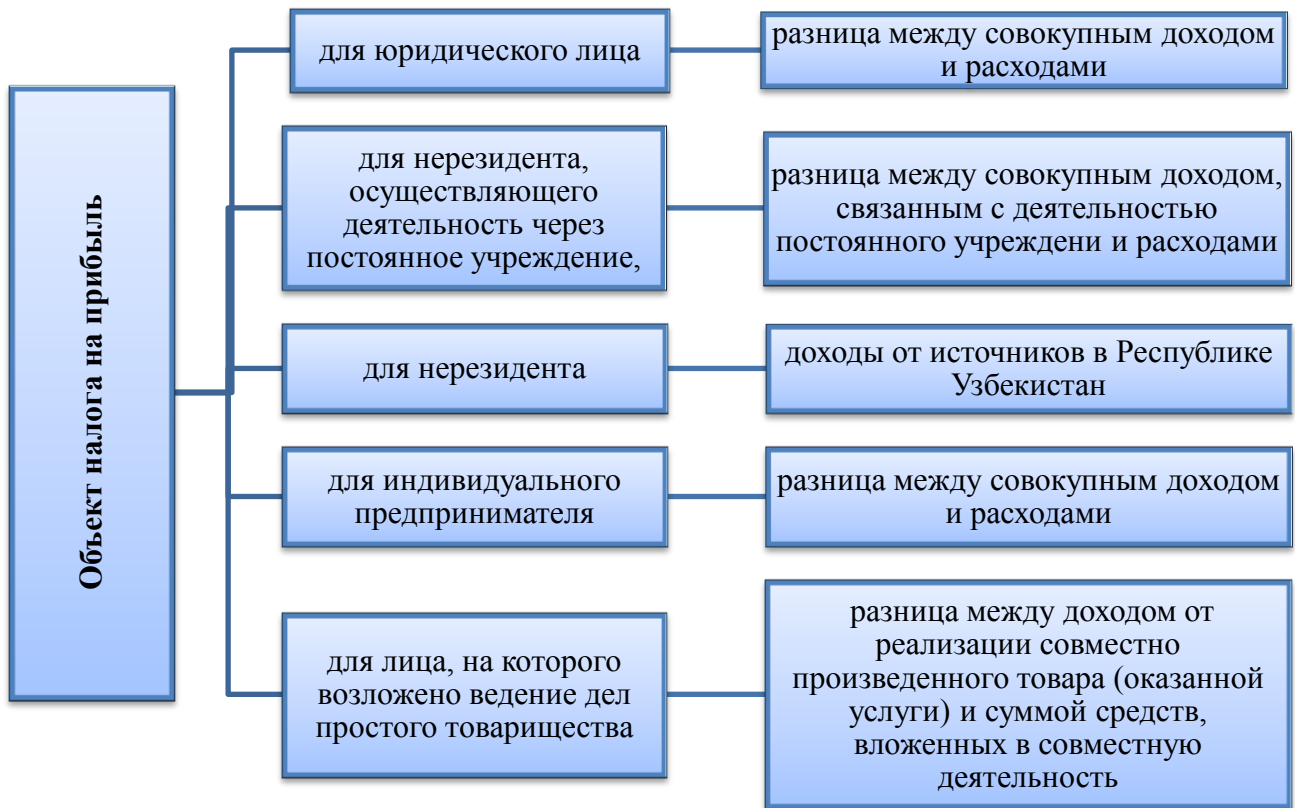 Объект налога на прибыль
для юридического лица
разница между совокупным доходом
и расходами
для нерезидента,
осуществляющего
деятельность через
постоянное учреждение,
разница между совокупным доходом,
связанным с деятельностью
постоянного учреждени и расходами
для нерезидента
доходы от источников в Республике
Узбекистан
для индивидуального
предпринимателя
разница между совокупным доходом
и расходами
для лица, на которого
возложено ведение дел
простого товарищества
разница между доходом от
реализации совместно
произведенного товара (оказанной
услуги) и суммой средств,
вложенных в совместную
деятельность